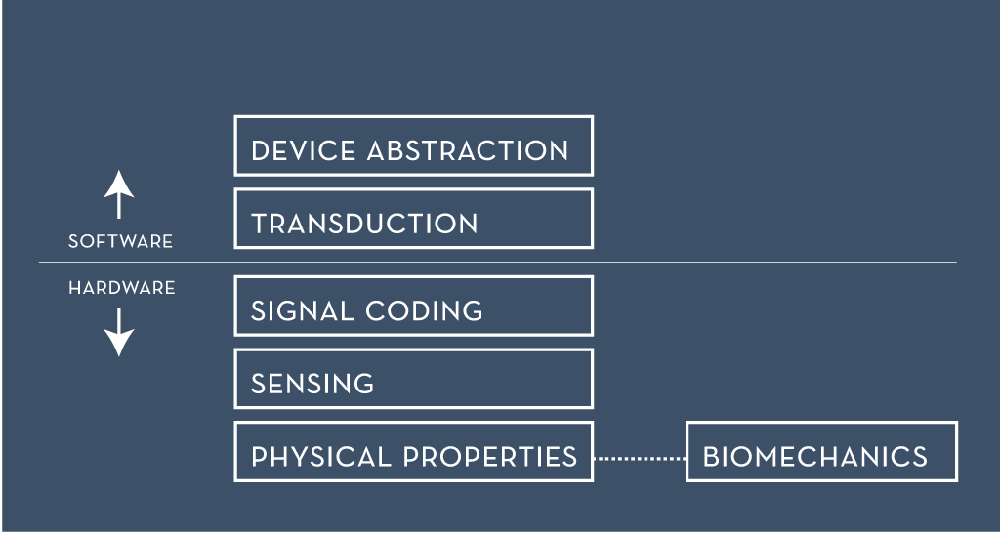 DEVICE ABSTRACTION
TRANSDUCTION
SOFTWARE
HARDWARE
SIGNAL CODING
SENSING
PHYSICAL PROPERTIES
BIOMECHANICS